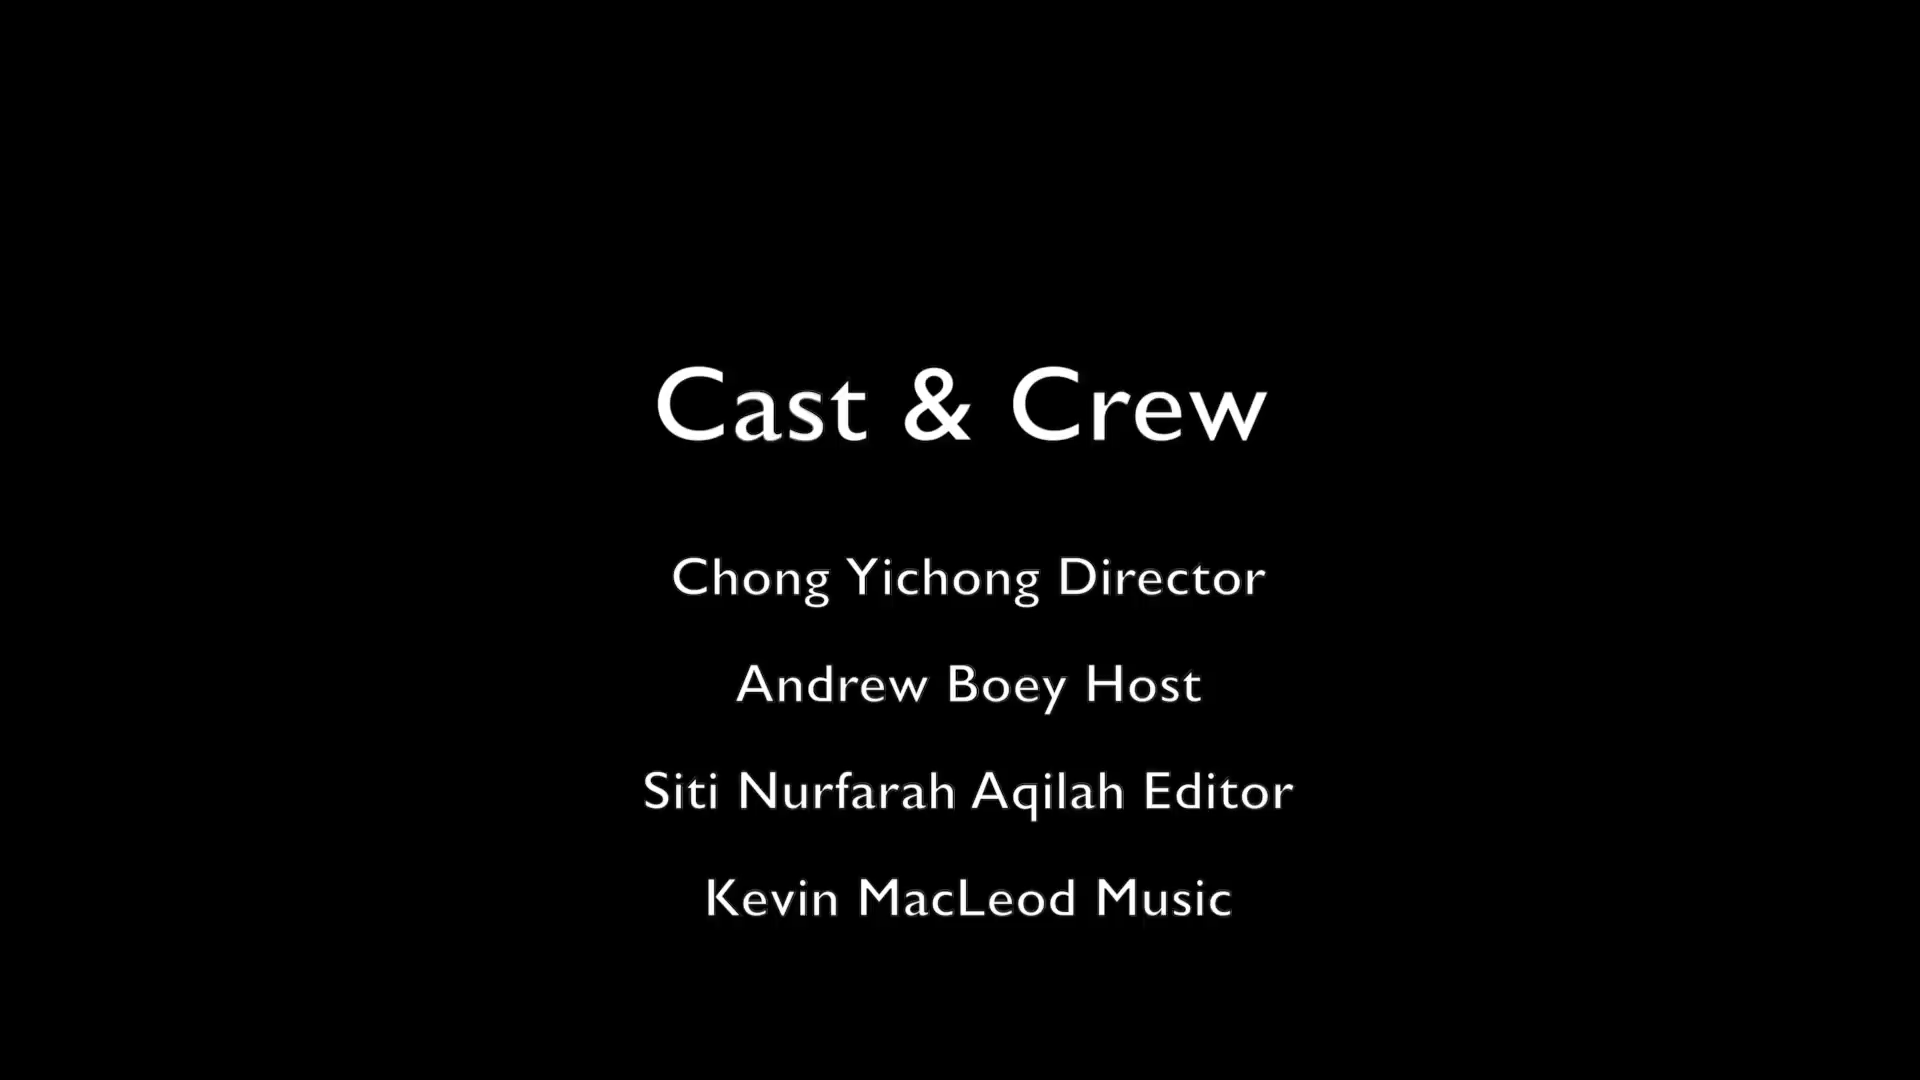 Cast & Crew
Chong Yichong Director
Andrew Boey Host
Siti Nurfarah Aqilah Editor
Kevin MacLeod Music